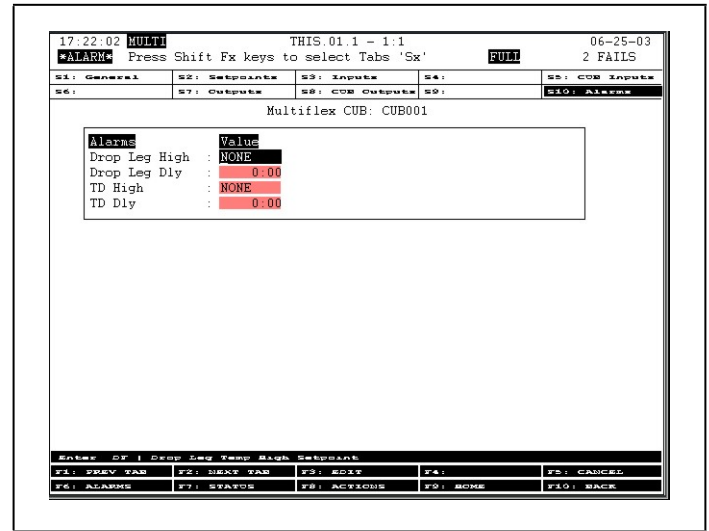 17:22:02 MULTI THIS.01.1 - 1:1 06-25-03
*ALARM* Press Shift Fx keys to select Tabs 'Sx' FULL 2 FAILS
S1: General S2: Setpoints S3: Inputs S4: S5: CUB Inputs
S6: S7: Outputs S8: CUB Outputs S9: S10: Alarms
Multiflex CUB: CUB001
Alarms Value
Drop Leg High : NONE
Drop Leg Dly : 0:00
TD High : NONE
TD Dly : 0:00
Enter DF | Drop Leg Temp High Setpoint
F1: PREV TAB F2: NEXT TAB F3: EDIT F4: F5: CANCEL
F6: ALARMS F7: STATUS F8: ACTIONS F9: HOME F10: BACK